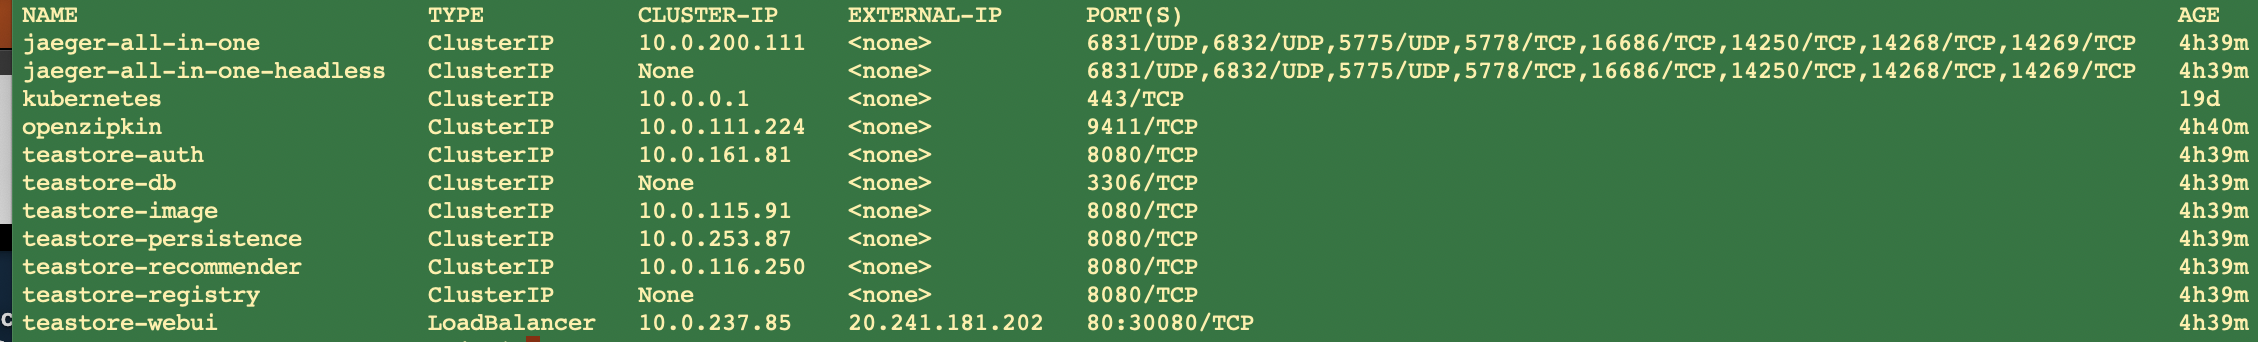 NAME TYPE CLUSTER-IP EXTERNAL-IP PORT(S) AGE
jaeger-all-in-one ClusterIP 10.0.200.111 <none> 6831/UDP,6832/UDP,5775/UDP,5778/TCP,16686/TCP,14250/TCP,14268/TCP,14269/TCP 4h39m
jaeger-all-in-one-headless ClusterIP None <none> 6831/UDP,6832/UDP,5775/UDP,5778/TCP,16686/TCP,14250/TCP,14268/TCP,14269/TCP 4h39m
kubernetes ClusterIP 10.0.0.1 <none> 443/TCP 19d
openzipkin ClusterIP 10.0.111.224 <none> 9411/TCP 4h40m
teastore-auth ClusterIP 10.0.161.81 <none> 8080/TCP 4h39m
teastore-db ClusterIP None <none> 3306/TCP 4h39m
teastore-image ClusterIP 10.0.115.91 <none> 8080/TCP 4h39m
teastore-persistence ClusterIP 10.0.253.87 <none> 8080/TCP 4h39m
teastore-recommender ClusterIP 10.0.116.250 <none> 8080/TCP 4h39m
teastore-registry ClusterIP None <none> 8080/TCP 4h39m
teastore-webui LoadBalancer 10.0.237.85 20.241.181.202 80:30080/TCP 4h39m